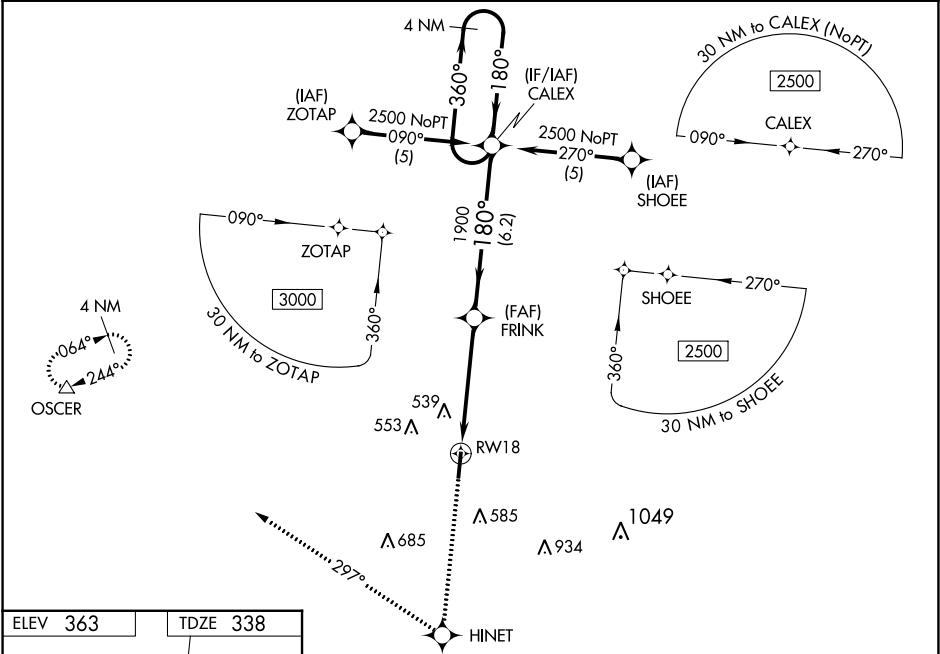 4 NM
360°
180°
(IF/IAF)
CALEX
(IAF)
ZOTAP
2500 NoPT
090°
(5)
2500 NoPT
270°
(5)
(IAF)
SHOEE
30 NM to CALEX (NoPT)
2500
CALEX
090°
270°
1900
180°
(6.2)
090°
ZOTAP
3000
360°
30 NM to ZOTAP
SHOEE
270°
2500
360°
30 NM to SHOEE
(FAF)
FRINK
4 NM
064°
244°
OSCER
539
553
RW18
585
685
934
1049
297°
HINET
ELEV 363
TDZE 338